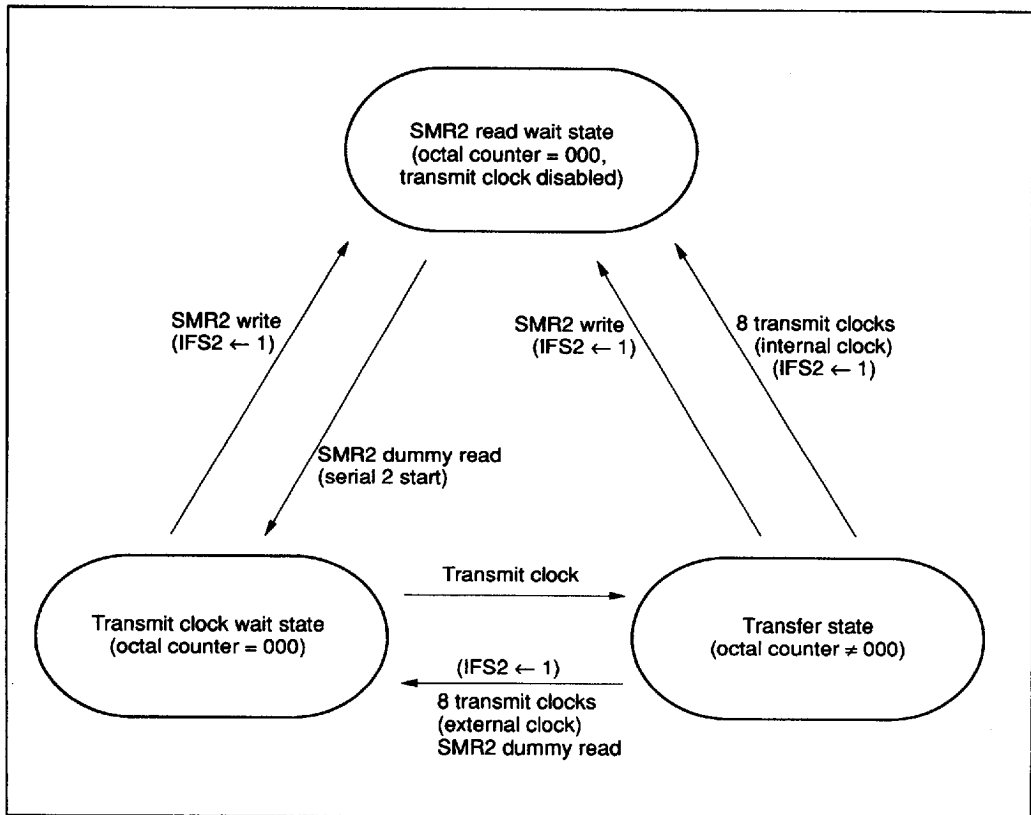 SMR2 read wait state
(octal counter = 000,
transmit clock disabled)
SMR2 write
(IFS2 ← 1)
SMR2 write
(IFS2 ← 1)
8 transmit clocks
(internal clock)
(IFS2 ← 1)
SMR2 dummy read
(serial 2 start)
Transmit clock
Transmit clock wait state
(octal counter = 000)
Transfer state
(octal counter ≠ 000)
(IFS2 ← 1)
8 transmit clocks
(external clock)
SMR2 dummy read